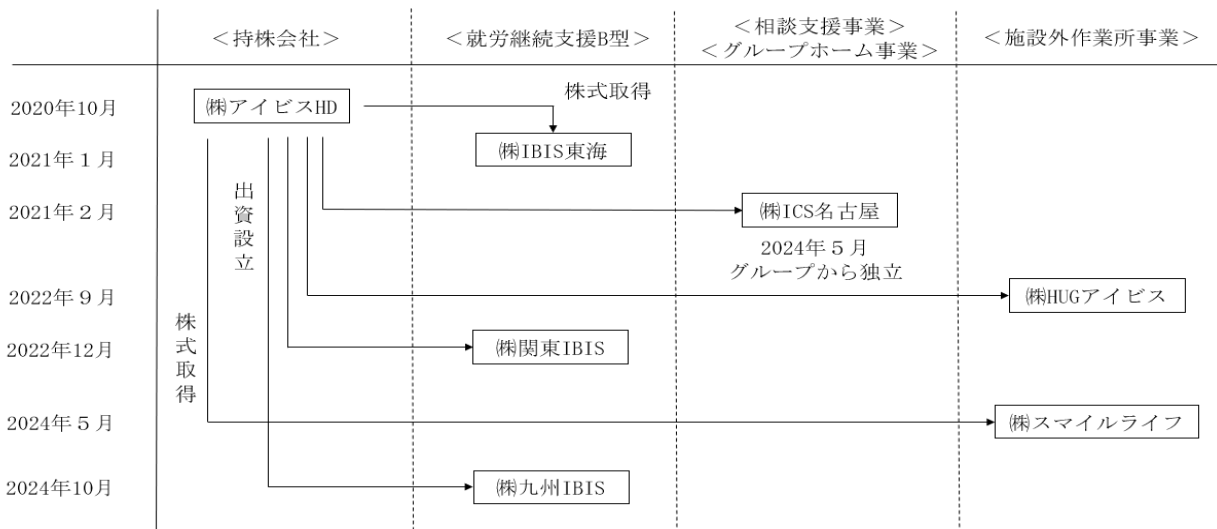 ＜持株会社＞
＜就労継続支援B型＞
＜相談支援事業＞
＜グループホーム事業＞
＜施設外作業所事業＞
2020年10月
㈱アイビスHD
株式取得
2021年１月
㈱IBIS東海
2021年２月
出資設立
㈱ICS名古屋
2024年５月
グループから独立
2022年９月
㈱HUGアイビス
株式取得
2022年12月
㈱関東IBIS
2024年５月
㈱スマイルライフ
2024年10月
㈱九州IBIS